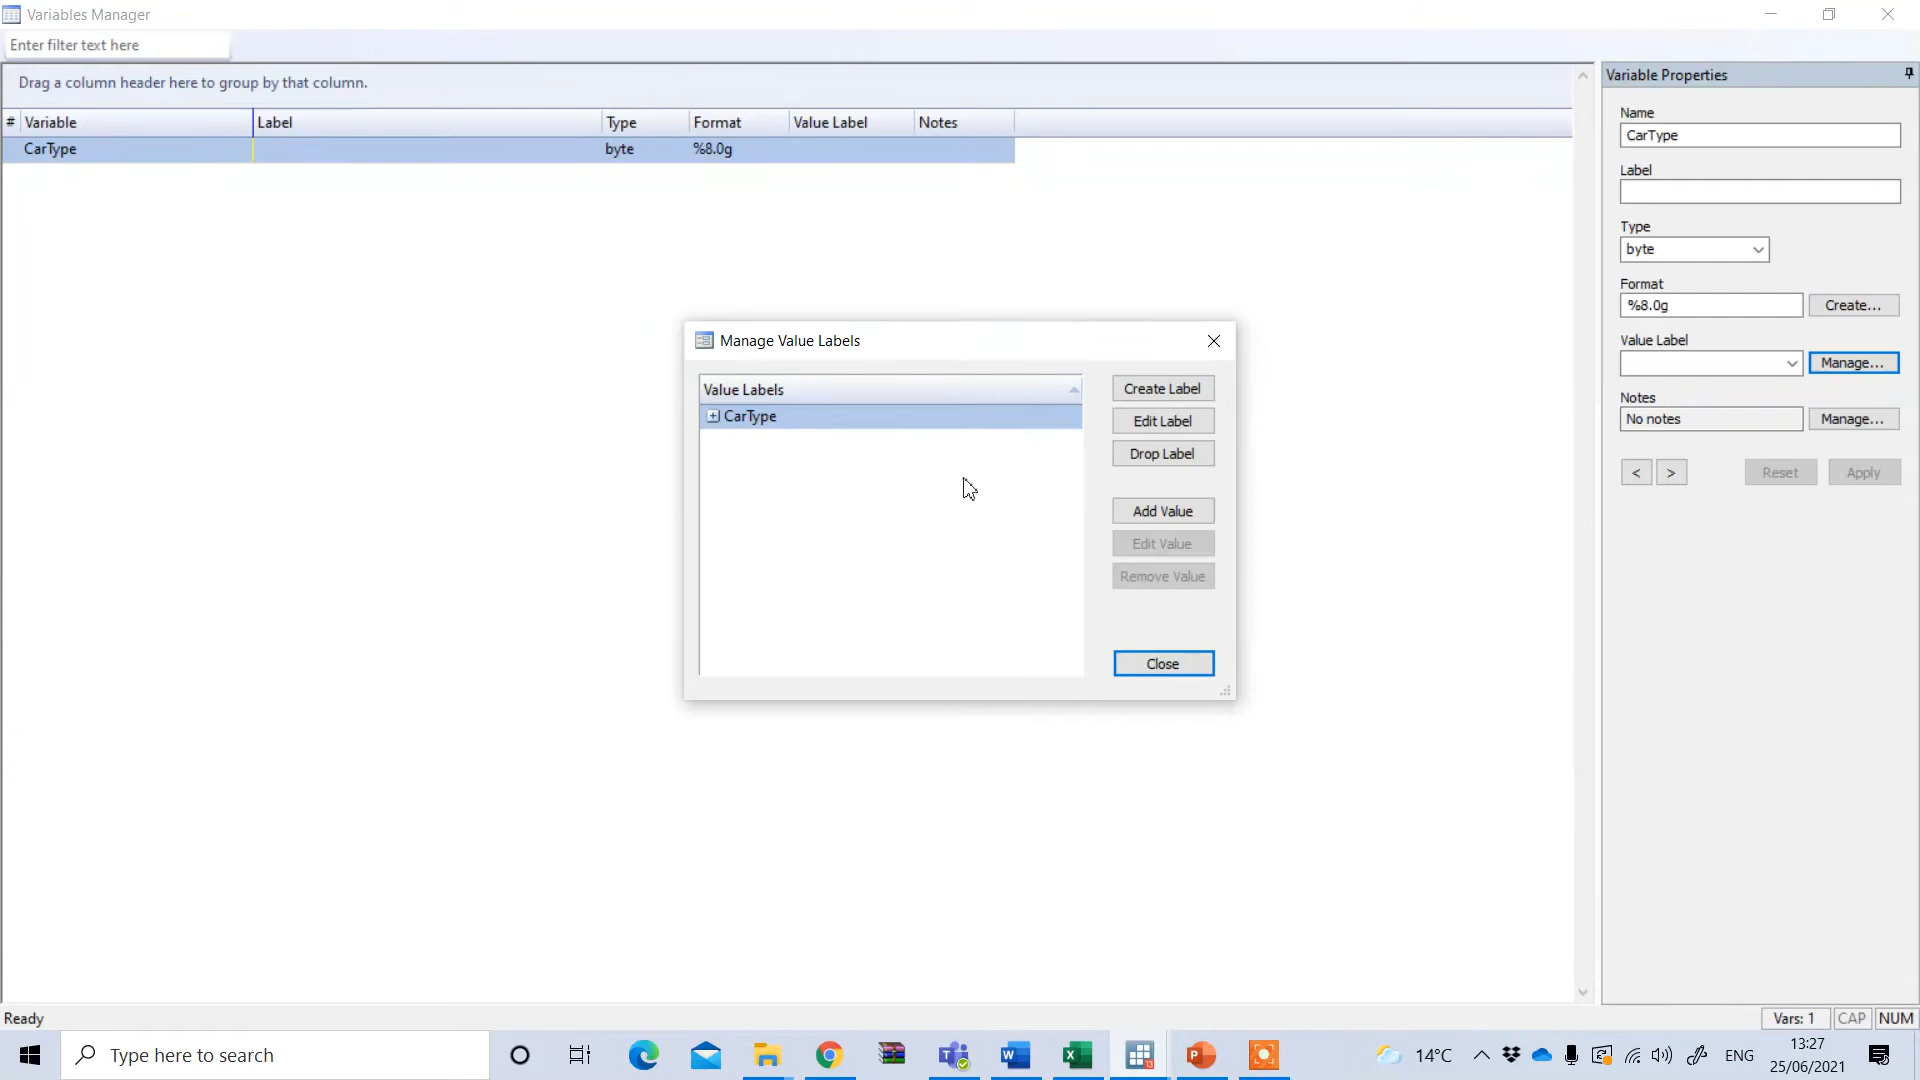 Variables Manager
Enter filter text here
Drag a column header here to group by that column.
# Variable Label Type Format Value Label Notes
CarType byte %8.0g
Manage Value Labels
Value Labels
CarType
Create Label
Edit Label
Drop Label
Add Value
Edit Value
Remove Value
Close
Variable Properties
Name
CarType
Label
Type
byte
Format
%8.0g Create...
Value Label
Manage...
Notes
No notes Manage...
< > Reset Apply
Ready Vars: 1 CAP NUM
Type here to search 14°C ENG 13:27
25/06/2021